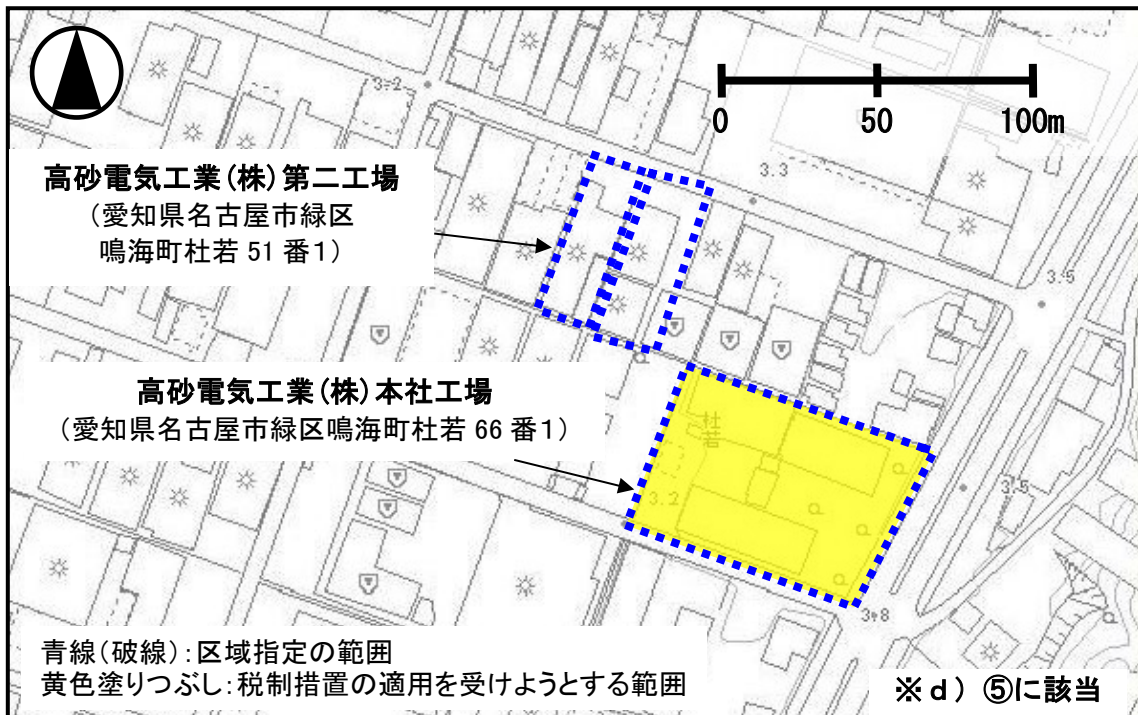 0 50 100m
3.2
3.3
高砂電気工業(株)第二工場
(愛知県名古屋市緑区
鳴海町杜若 51 番1)
3.5
高砂電気工業(株)本社工場
(愛知県名古屋市緑区鳴海町杜若 66 番1)
杜若
3.2
3.5
3.8
青線(破線):区域指定の範囲
黄色塗りつぶし:税制措置の適用を受けようとする範囲
※d) ⑤に該当